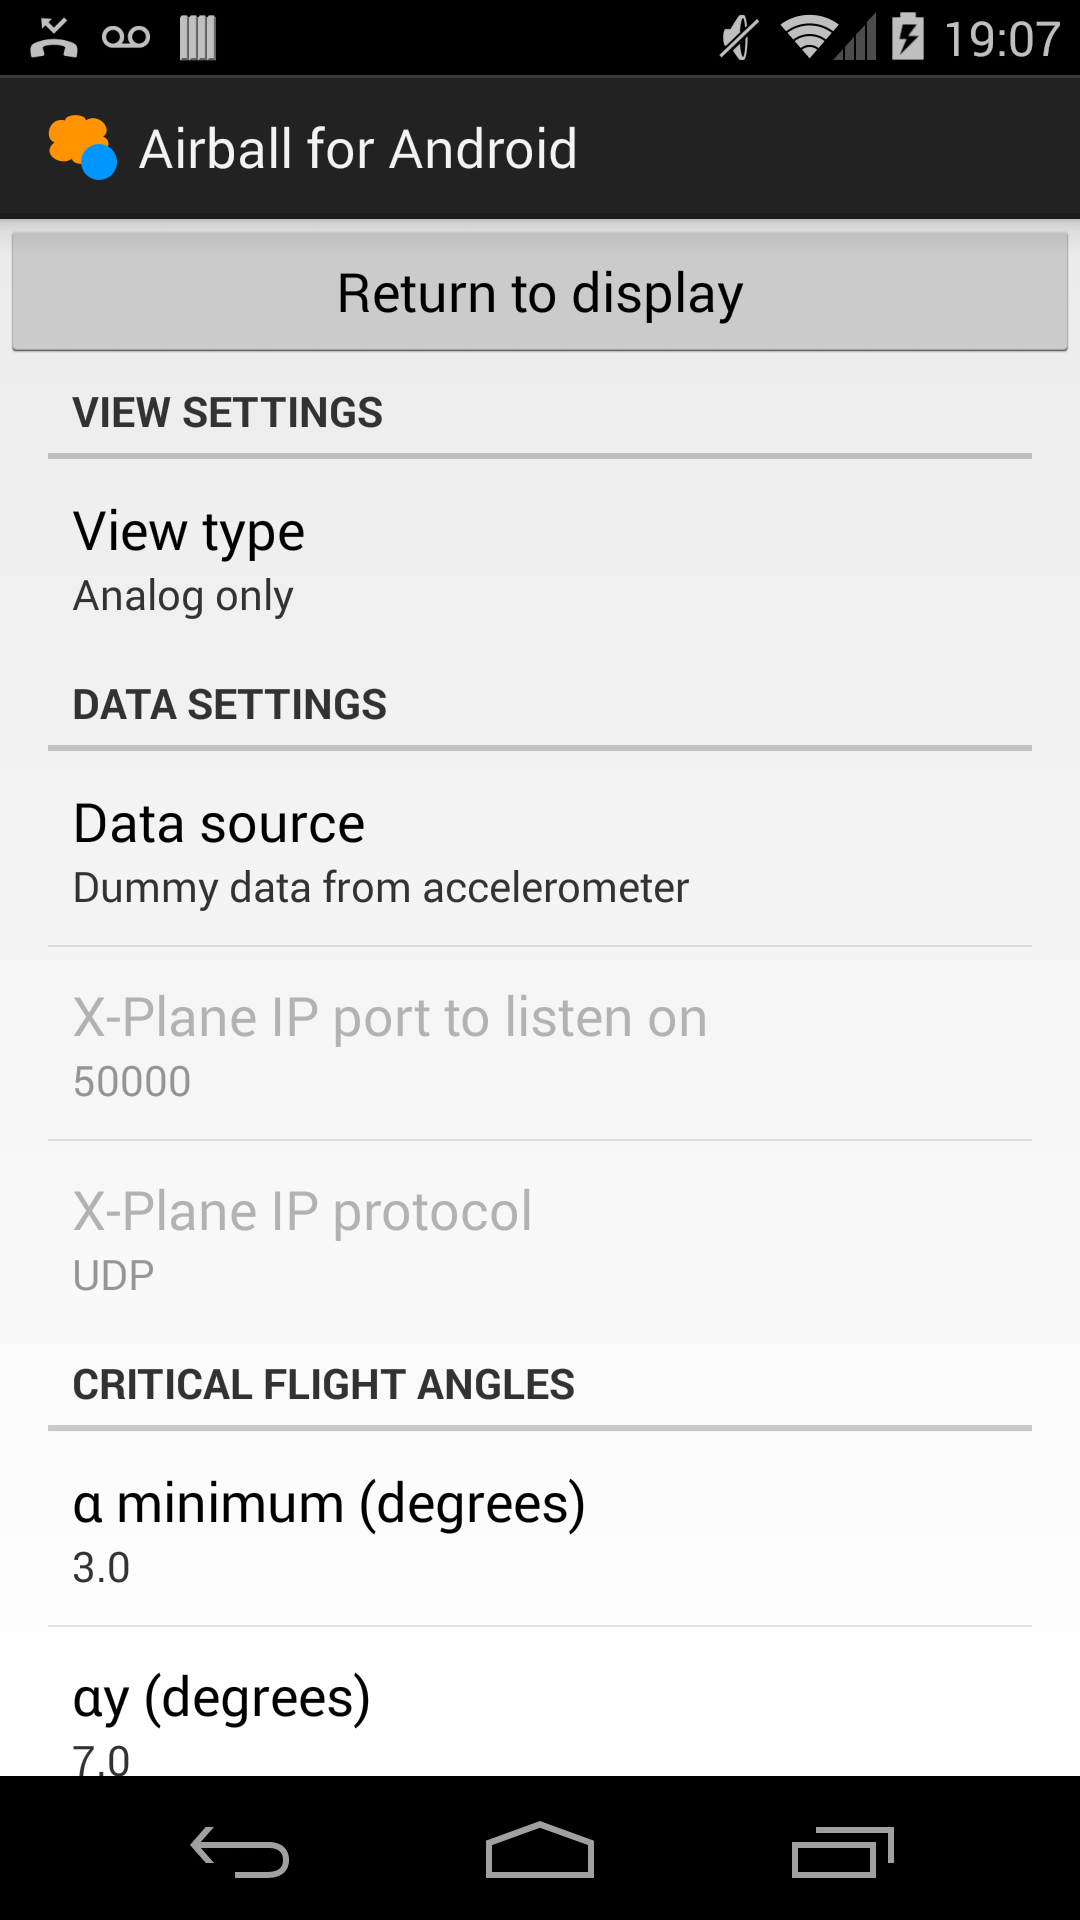 19:07
Airball for Android
Return to display
VIEW SETTINGS
View type
Analog only
DATA SETTINGS
Data source
Dummy data from accelerometer
X-Plane IP port to listen on
50000
X-Plane IP protocol
UDP
CRITICAL FLIGHT ANGLES
α minimum (degrees)
3.0
αy (degrees)
7.0